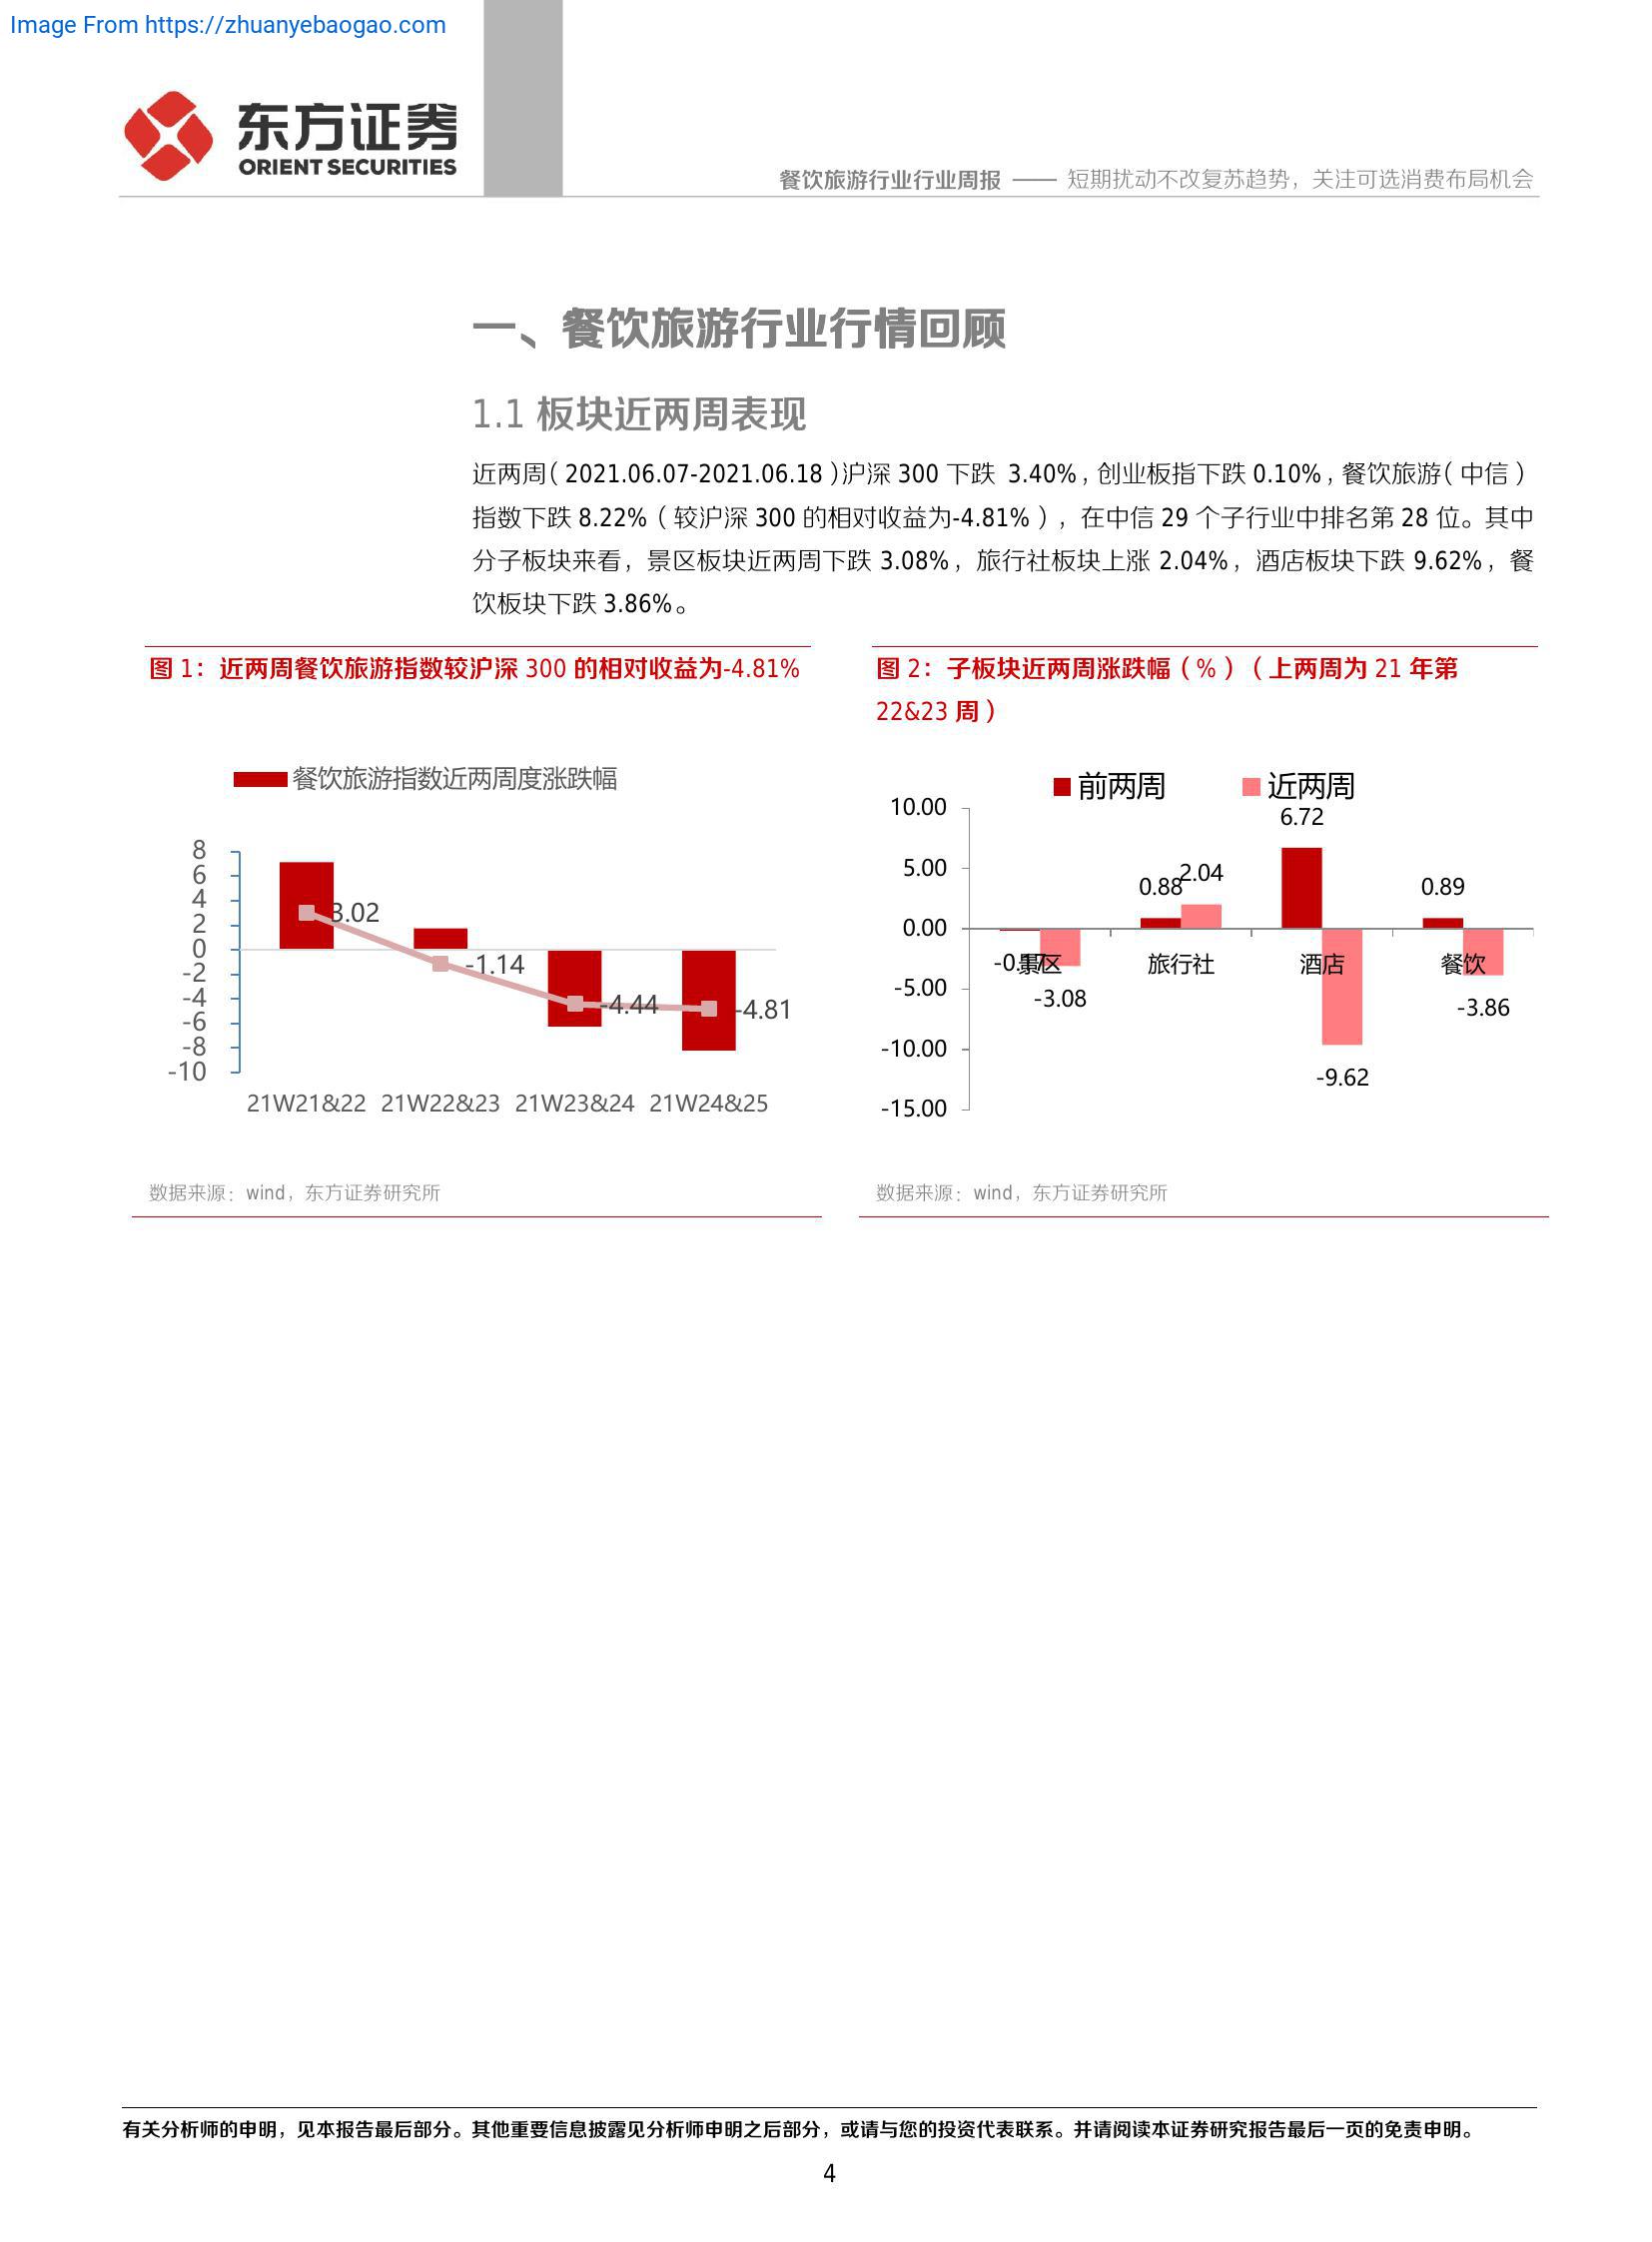 Image From https://zhuanyebaogao.com
东方证券
ORIENT SECURITIES
餐饮旅游行业行业周报 —— 短期扰动不改复苏趋势，关注可选消费布局机会
一、餐饮旅游行业行情回顾
1.1 板块近两周表现
近两周（2021.06.07-2021.06.18）沪深 300 下跌 3.40%，创业板指下跌 0.10%，餐饮旅游（中信）
指数下跌 8.22%（较沪深 300 的相对收益为-4.81%），在中信 29 个子行业中排名第 28 位。其中
分子板块来看，景区板块近两周下跌 3.08%，旅行社板块上涨 2.04%，酒店板块下跌 9.62%，餐
饮板块下跌 3.86%。
图 1：近两周餐饮旅游指数较沪深 300 的相对收益为-4.81%
餐饮旅游指数近两周度涨跌幅
8
6
4
2
0
-2
-4
-6
-8
-10
3.02
-1.14
-4.44
-4.81
21W21&22 21W22&23 21W23&24 21W24&25
数据来源：wind，东方证券研究所
图 2：子板块近两周涨跌幅（%）（上两周为 21 年第
22&23 周）
前两周 近两周
10.00
5.00
0.00
-5.00
-10.00
-15.00
0.88
2.04
6.72
0.89
景区 旅行社 酒店 餐饮
-3.08
-9.62
-3.86
数据来源：wind，东方证券研究所
有关分析师的申明，见本报告最后部分。其他重要信息披露见分析师申明之后部分，或请与您的投资代表联系。并请阅读本证券研究报告最后一页的免责申明。
4